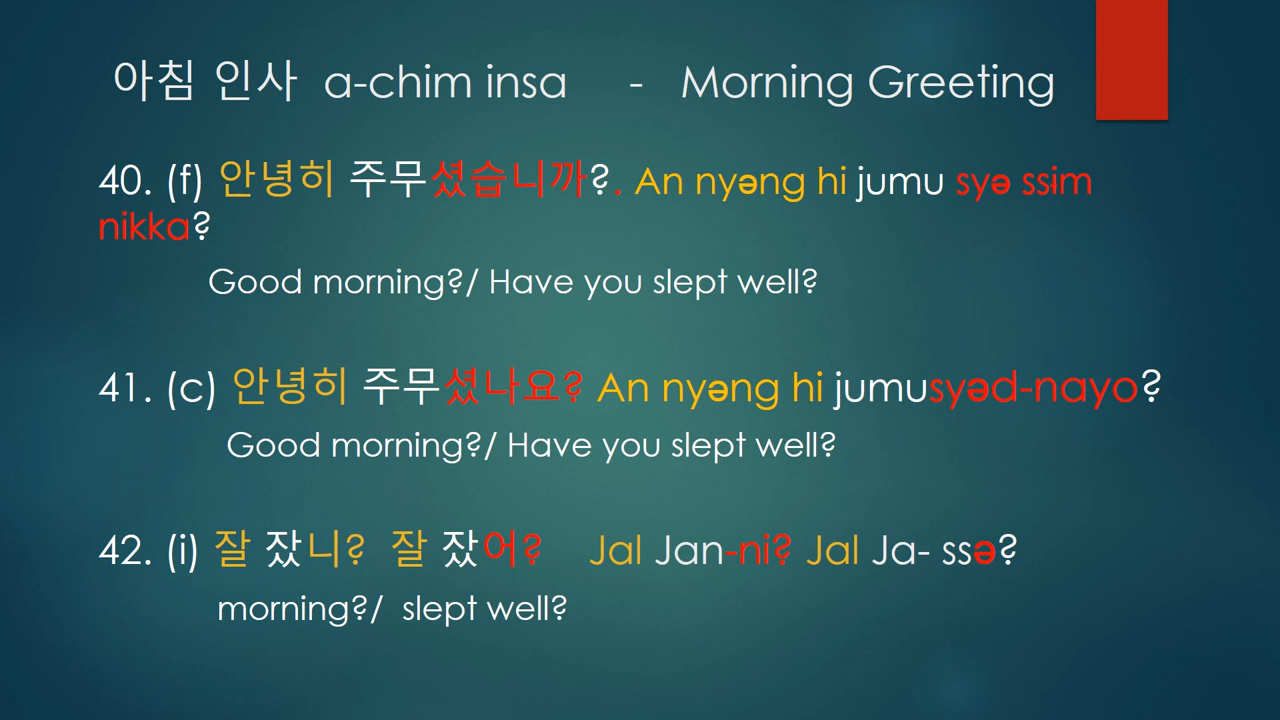 아침 인사 a-chim insa - Morning Greeting
40. (f) 안녕히 주무셨습니까?. An nyəng hi jumu syə ssɨm
nikka?
Good morning?/ Have you slept well?
41. (c) 안녕히 주무셨나요? An nyəng hi jumusyəd-nayo?
Good morning?/ Have you slept well?
42. (i) 잘 잤니? 잘 잤어? Jal Jan-ni? Jal Ja- ssə?
morning?/ slept well?